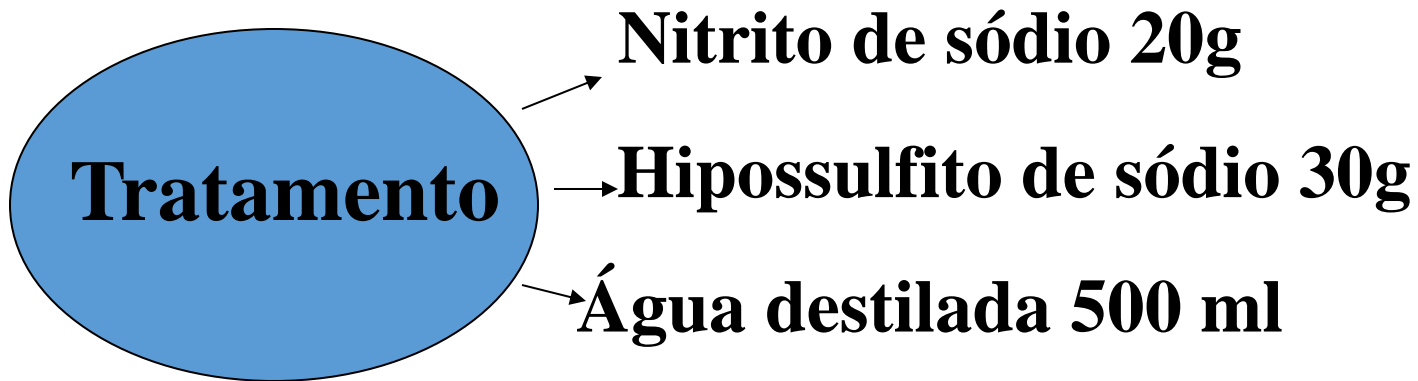 Tratamento
Nitrito de sódio 20g
Hipossulfito de sódio 30g
Água destilada 500 ml